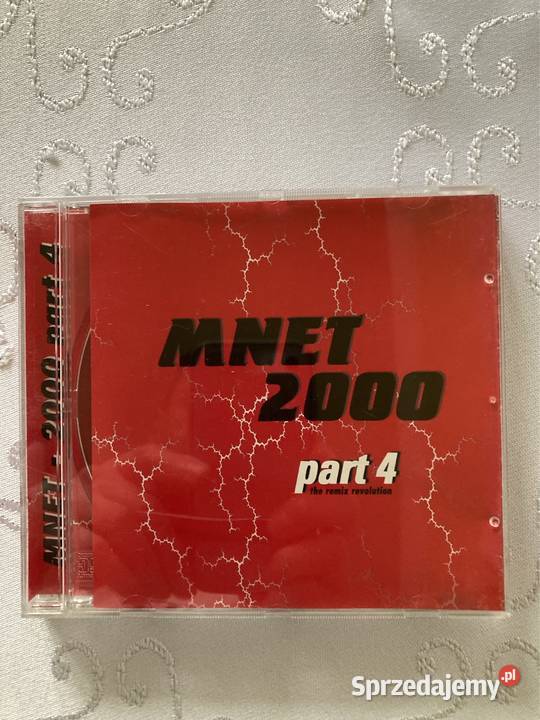 MNET - 2000 part 4
MNET
2000
part 4
the remix revolution
Sprzedajemy.pl